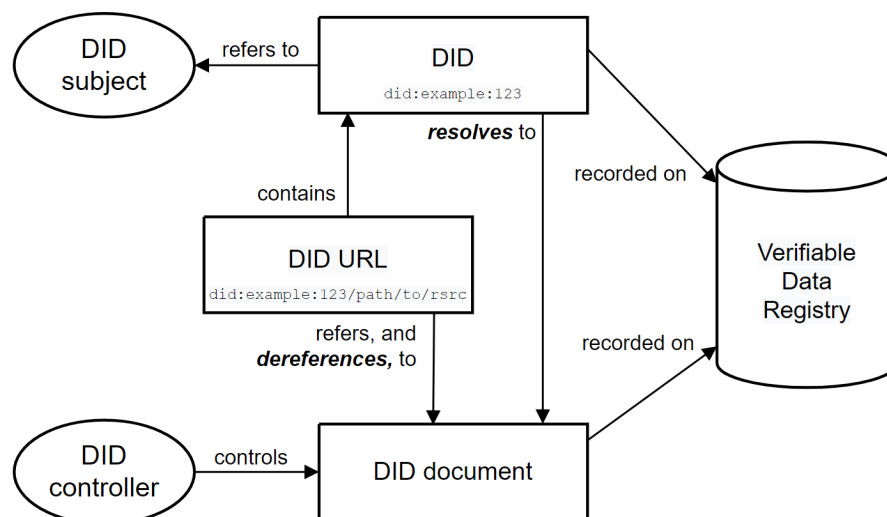 DID
subject
refers to
DID
did:example:123
resolves to
recorded on
contains
DID URL
did:example:123/path/to/rsrc
Verifiable
Data
Registry
refers, and
dereferences, to
recorded on
DID
controller
controls
DID document